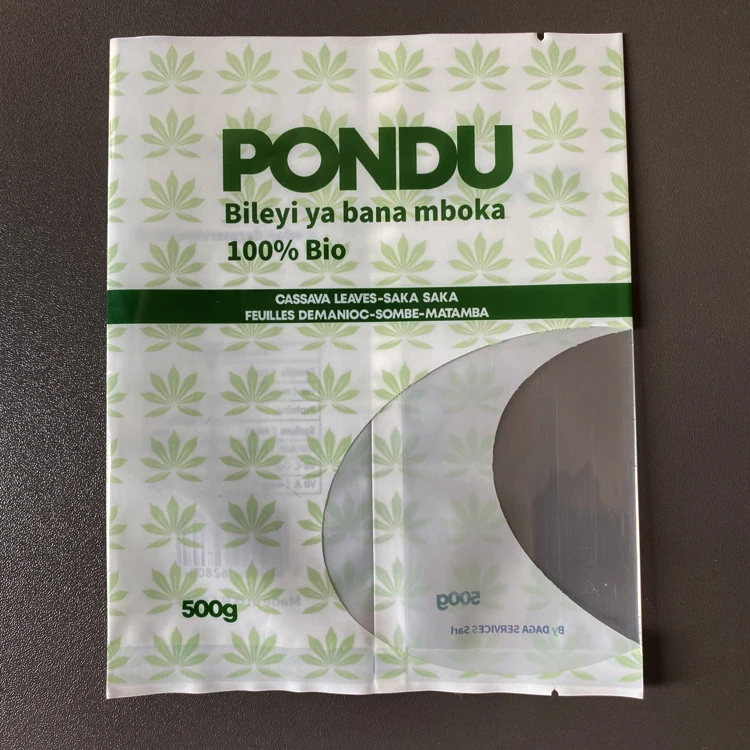 PONDU
Bileyi ya bana mboka
100% Bio
CASSAVA LEAVES-SAKA SAKA
FEUILLES DEMANIOC-SOMBE-MATAMBA
500g
500g
By DAGA SERVICES Sarl